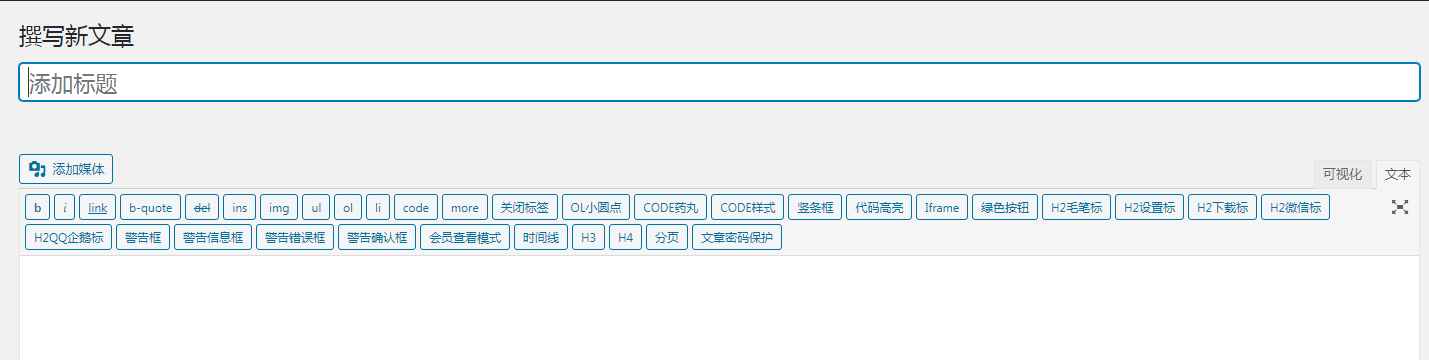 撰写新文章
添加标题
添加媒体
可视化 文本
b i link b-quote del ins img ul ol li code more 关闭标签 OL小圆点 CODE药丸 CODE样式 竖条框 代码高亮 Iframe 绿色按钮 H2毛笔标 H2设置标 H2下载标 H2微信标
H2QQ企鹅标 警告框 警告信息框 警告错误框 警告确认框 会员查看模式 时间线 H3 H4 分页 文章密码保护